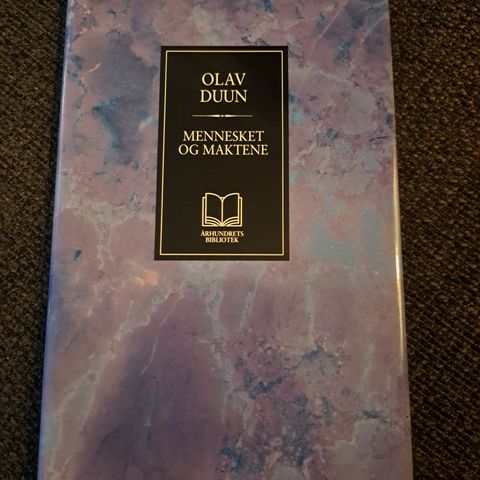 OLAV
DUUN
MENNESKET
OG MAKTENE
ÅRHUNDRETS
BIBLIOTEK